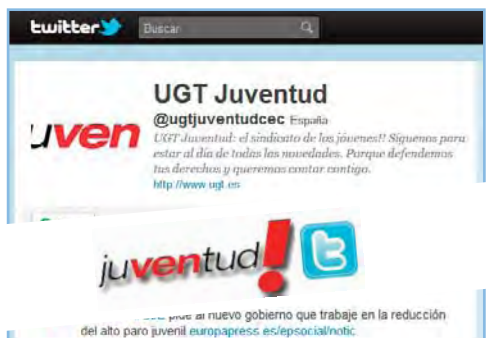 twitter
Buscar
UGT Juventud
@ugtjuventudcec España
uven
UGT Juventud: el sindicato de los jóvenes!! Síguenos para
estar al día de todas las novedades. Porque defendemos
tus derechos y queremos contar contigo.
http://www.ugt.es
juventud!
pide al nuevo gobierno que trabaje en la reducción
del alto paro juvenil europapress.es/epsocial/notic